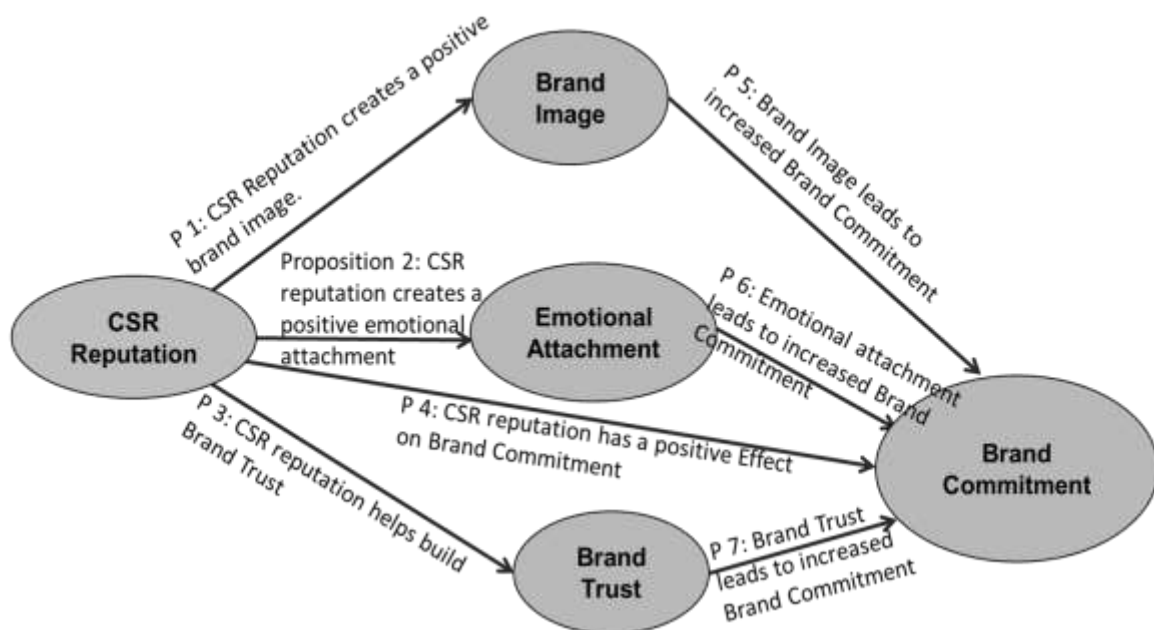 P 1: CSR Reputation creates a positive
brand image.
Brand
Image
P 5: Brand Image leads to
increased Brand Commitment
CSR
Reputation
Proposition 2: CSR
reputation creates a
positive emotional
attachment
Emotional
Attachment
P 6: Emotional attachment
leads to increased Brand
Commitment
P 4: CSR reputation has a positive Effect
on Brand Commitment
Brand
Commitment
P 3: CSR reputation helps build
Brand Trust
Brand
Trust
P 7: Brand Trust
leads to increased
Brand Commitment